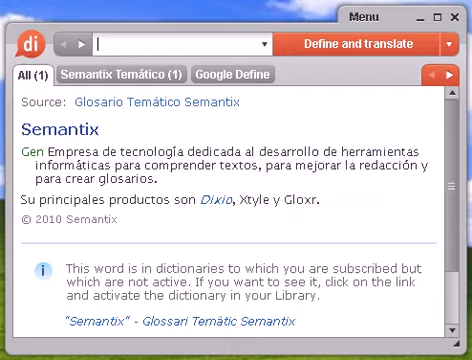 Menu
di
Define and translate
All (1)
Semantix Temático (1)
Google Define
Source: Glosario Temático Semantix
Semantix
Gen Empresa de tecnología dedicada al desarrollo de herramientas
informáticas para comprender textos, para mejorar la redacción y
para crear glosarios.
Su principales productos son Dixio, Xtyle y Gloxr.
© 2010 Semantix
i
This word is in dictionaries to which you are subscribed but
which are not active. If you want to see it, click on the link
and activate the dictionary in your Library.
"Semantix" - Glossari Temàtic Semantix